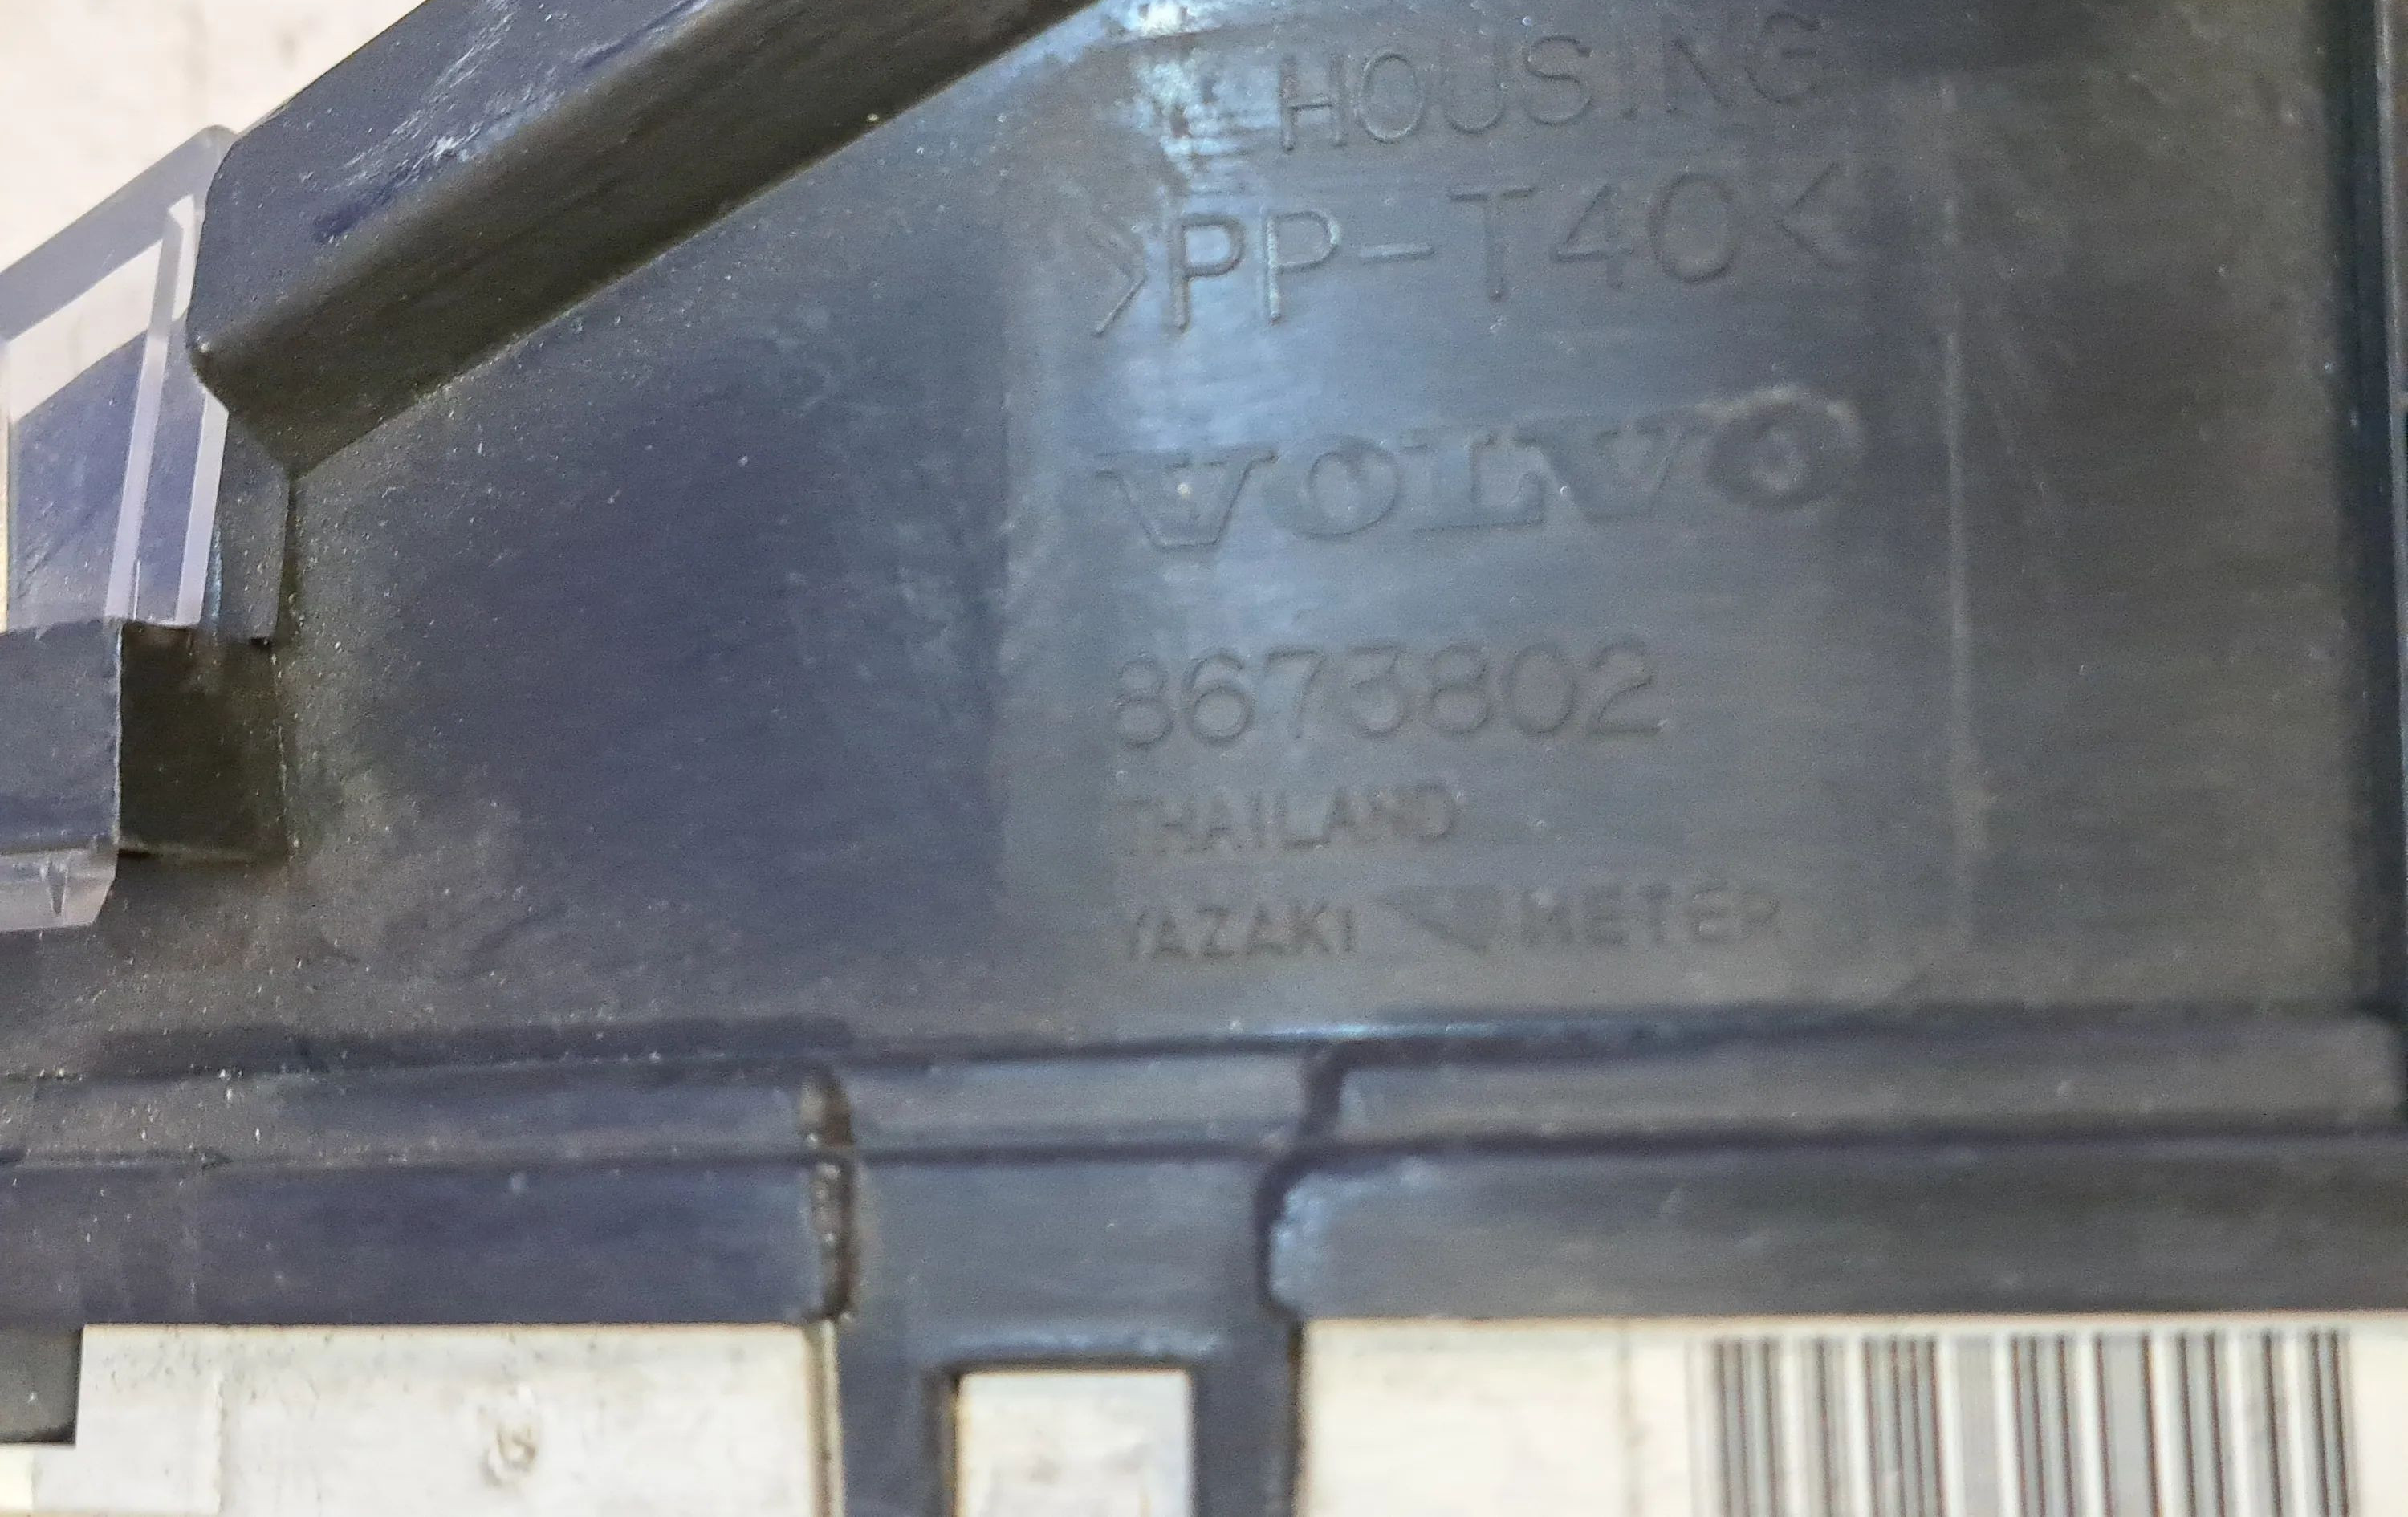 HOUSING
>PP-T40<
VOLVO
8673802
THAILAND
YAZAKI METER